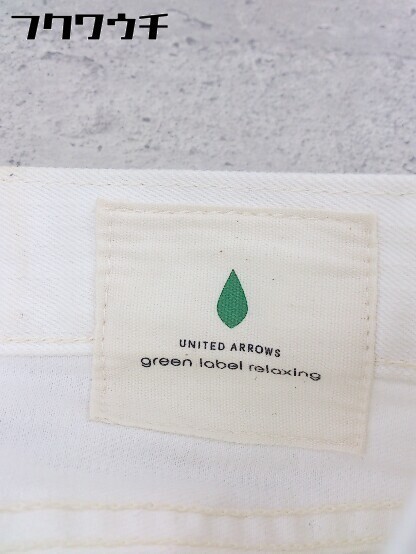 フクワウチ
UNITED ARROWS
green label relaxing